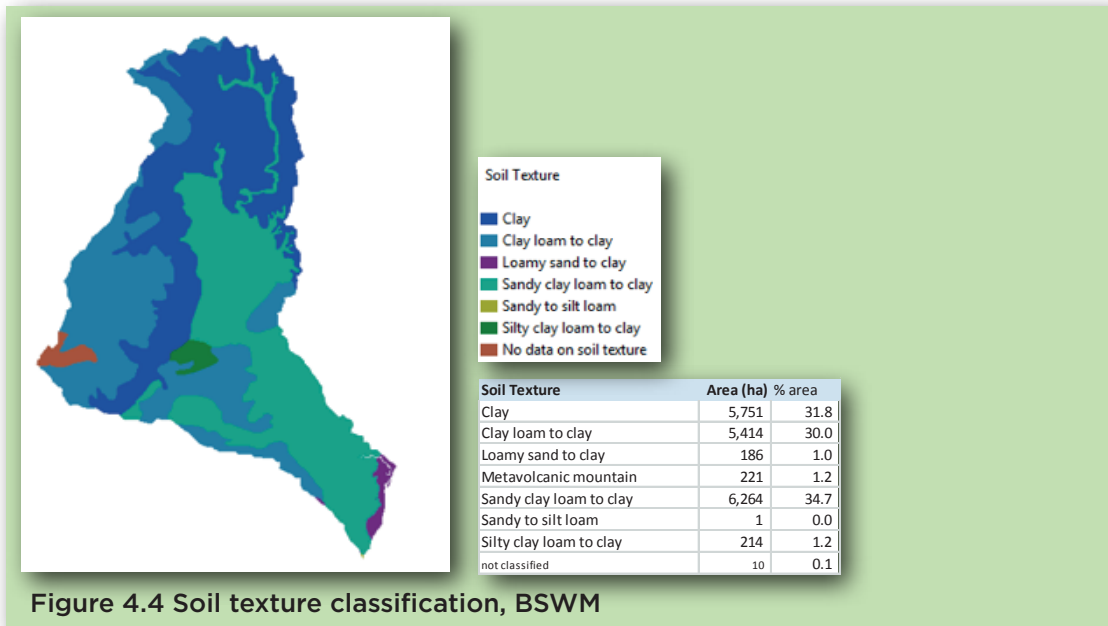 Soil Texture
Clay
Clay loam to clay
Loamy sand to clay
Sandy clay loam to clay
Sandy to silt loam
Silty clay loam to clay
No data on soil texture
Soil Texture Area (ha) % area
Clay 5,751 31.8
Clay loam to clay 5,414 30.0
Loamy sand to clay 186 1.0
Metavolcanic mountain 221 1.2
Sandy clay loam to clay 6,264 34.7
Sandy to silt loam 1 0.0
Silty clay loam to clay 214 1.2
not classified 10 0.1
Figure 4.4 Soil texture classification, BSWM